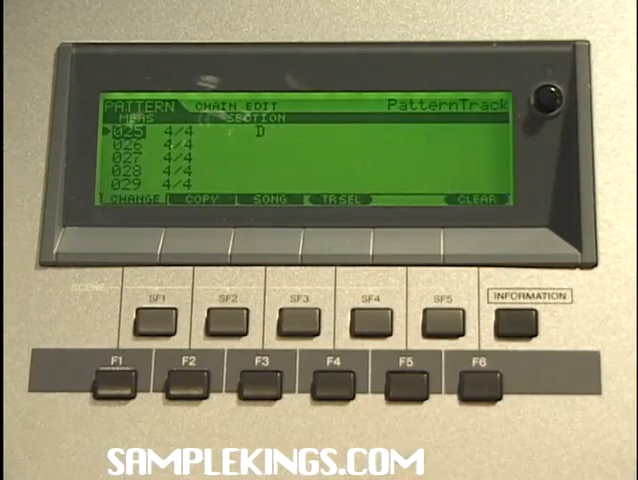 PATTERN CHAIN EDIT PatternTrack
MEAS SECTION
025 4/4 D
026 4/4
027 4/4
028 4/4
029 4/4
CHANGE COPY SONG TR SEL CLEAR
SCENE
SF1 SF2 SF3 SF4 SF5 INFORMATION
F1 F2 F3 F4 F5 F6
SAMPLEKINGS.COM